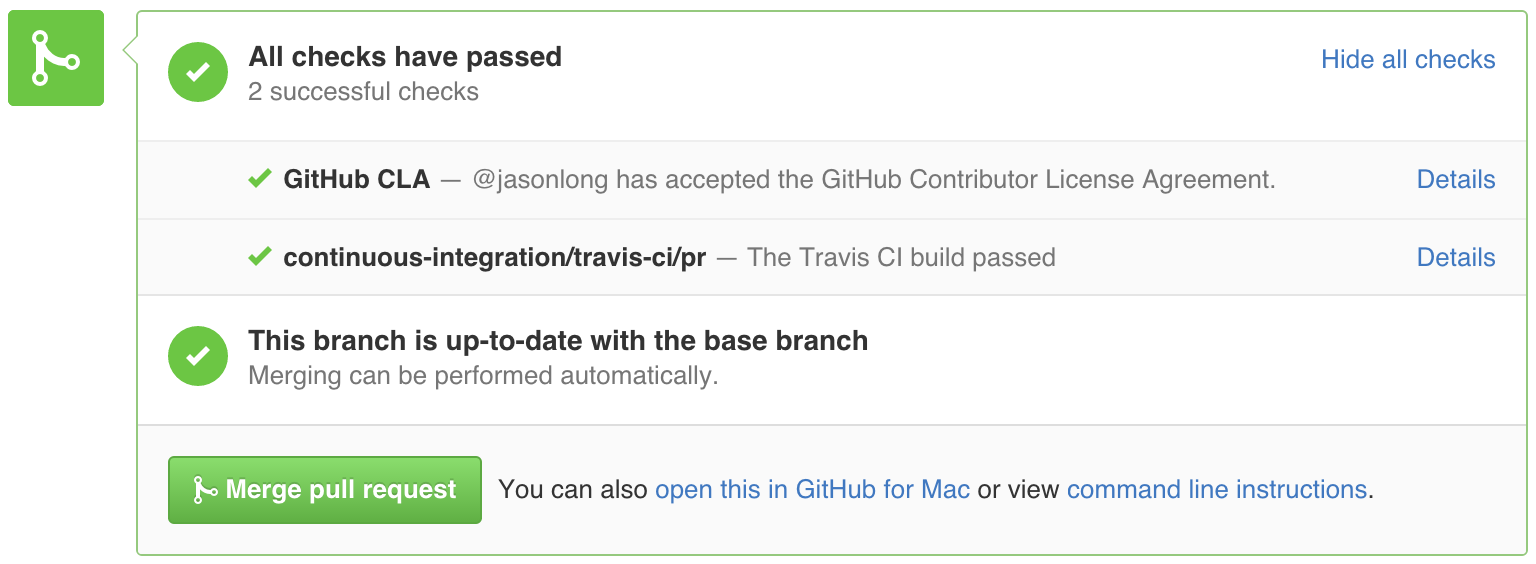 All checks have passed
Hide all checks
2 successful checks
GitHub CLA — @jasonlong has accepted the GitHub Contributor License Agreement.
Details
continuous-integration/travis-ci/pr — The Travis CI build passed
Details
This branch is up-to-date with the base branch
Merging can be performed automatically.
Merge pull request
You can also open this in GitHub for Mac or view command line instructions.